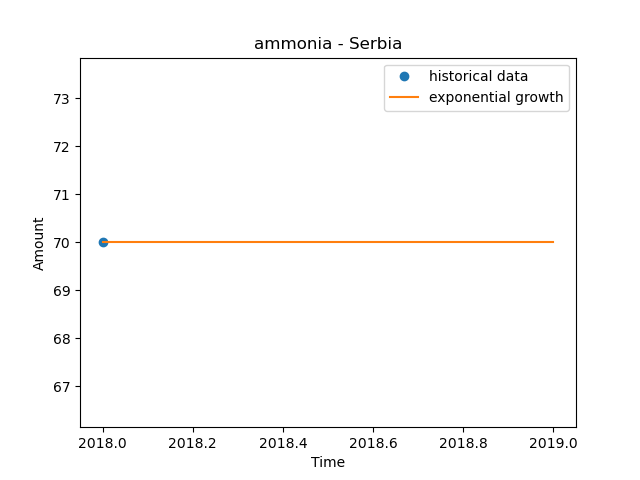 ammonia - Serbia
historical data
exponential growth
73
72
71
70
69
68
67
Amount
2018.0 2018.2 2018.4 2018.6 2018.8 2019.0
Time